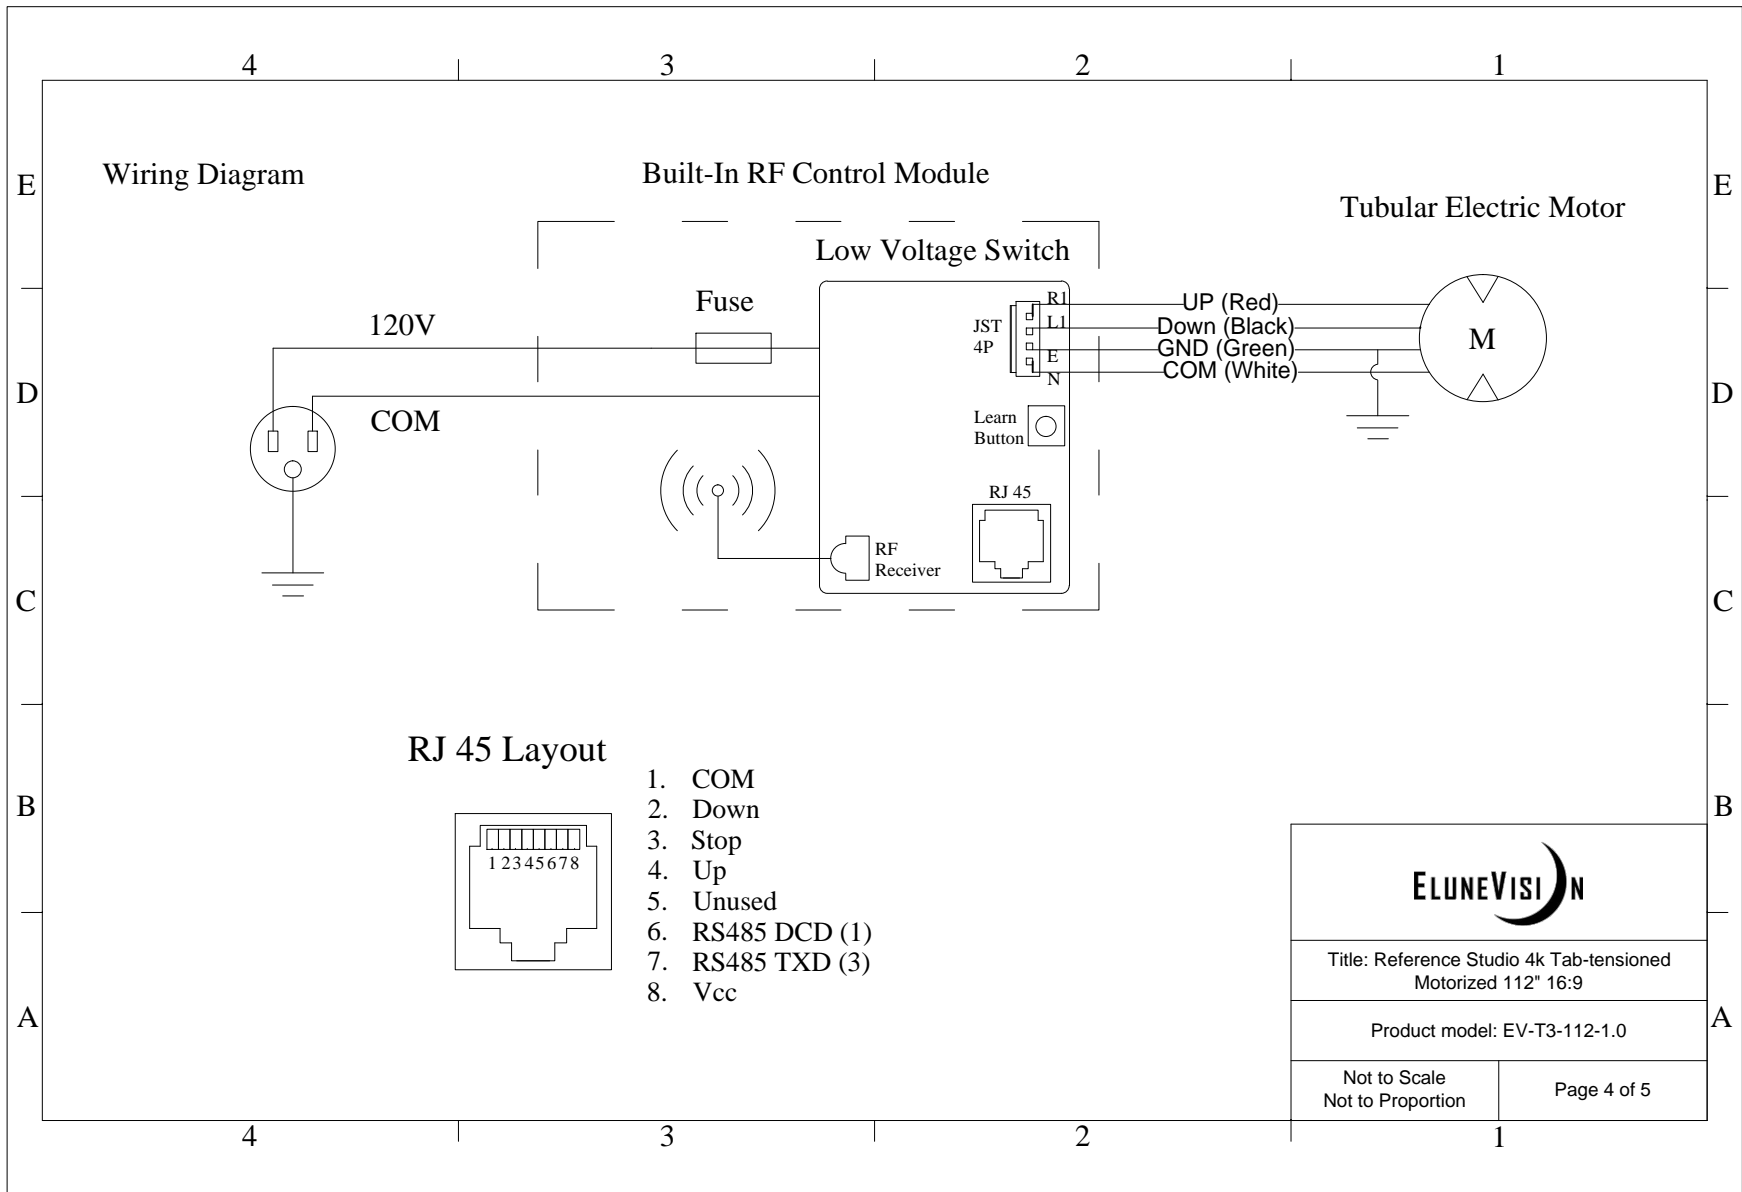 4 3 2 1
E E
Wiring Diagram
Built-In RF Control Module
Tubular Electric Motor
Low Voltage Switch
Fuse
120V
COM
JST
4P
R1
L1
E
N
UP (Red)
Down (Black)
GND (Green)
COM (White)
M
D D
Learn
Button
RJ 45
RF
Receiver
C C
RJ 45 Layout
12345678
1. COM
2. Down
3. Stop
4. Up
5. Unused
6. RS485 DCD (1)
7. RS485 TXD (3)
8. Vcc
B B
ELUNEVISION
Title: Reference Studio 4k Tab-tensioned
Motorized 112" 16:9
A A
Product model: EV-T3-112-1.0
Not to Scale
Not to Proportion
Page 4 of 5
4 3 2 1